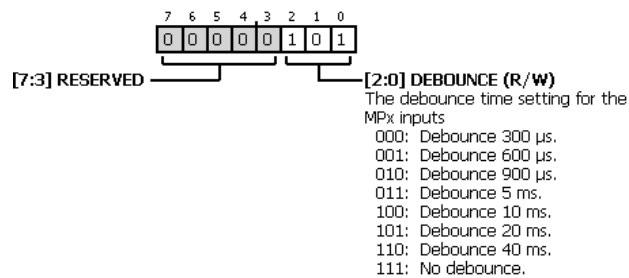 7 6 5 4 3 2 1 0
0 0 0 0 0 1 0 1
[7:3] RESERVED
[2:0] DEBOUNCE (R/W)
The debounce time setting for the
MPx inputs
000: Debounce 300 µs.
001: Debounce 600 µs.
010: Debounce 900 µs.
011: Debounce 5 ms.
100: Debounce 10 ms.
101: Debounce 20 ms.
110: Debounce 40 ms.
111: No debounce.